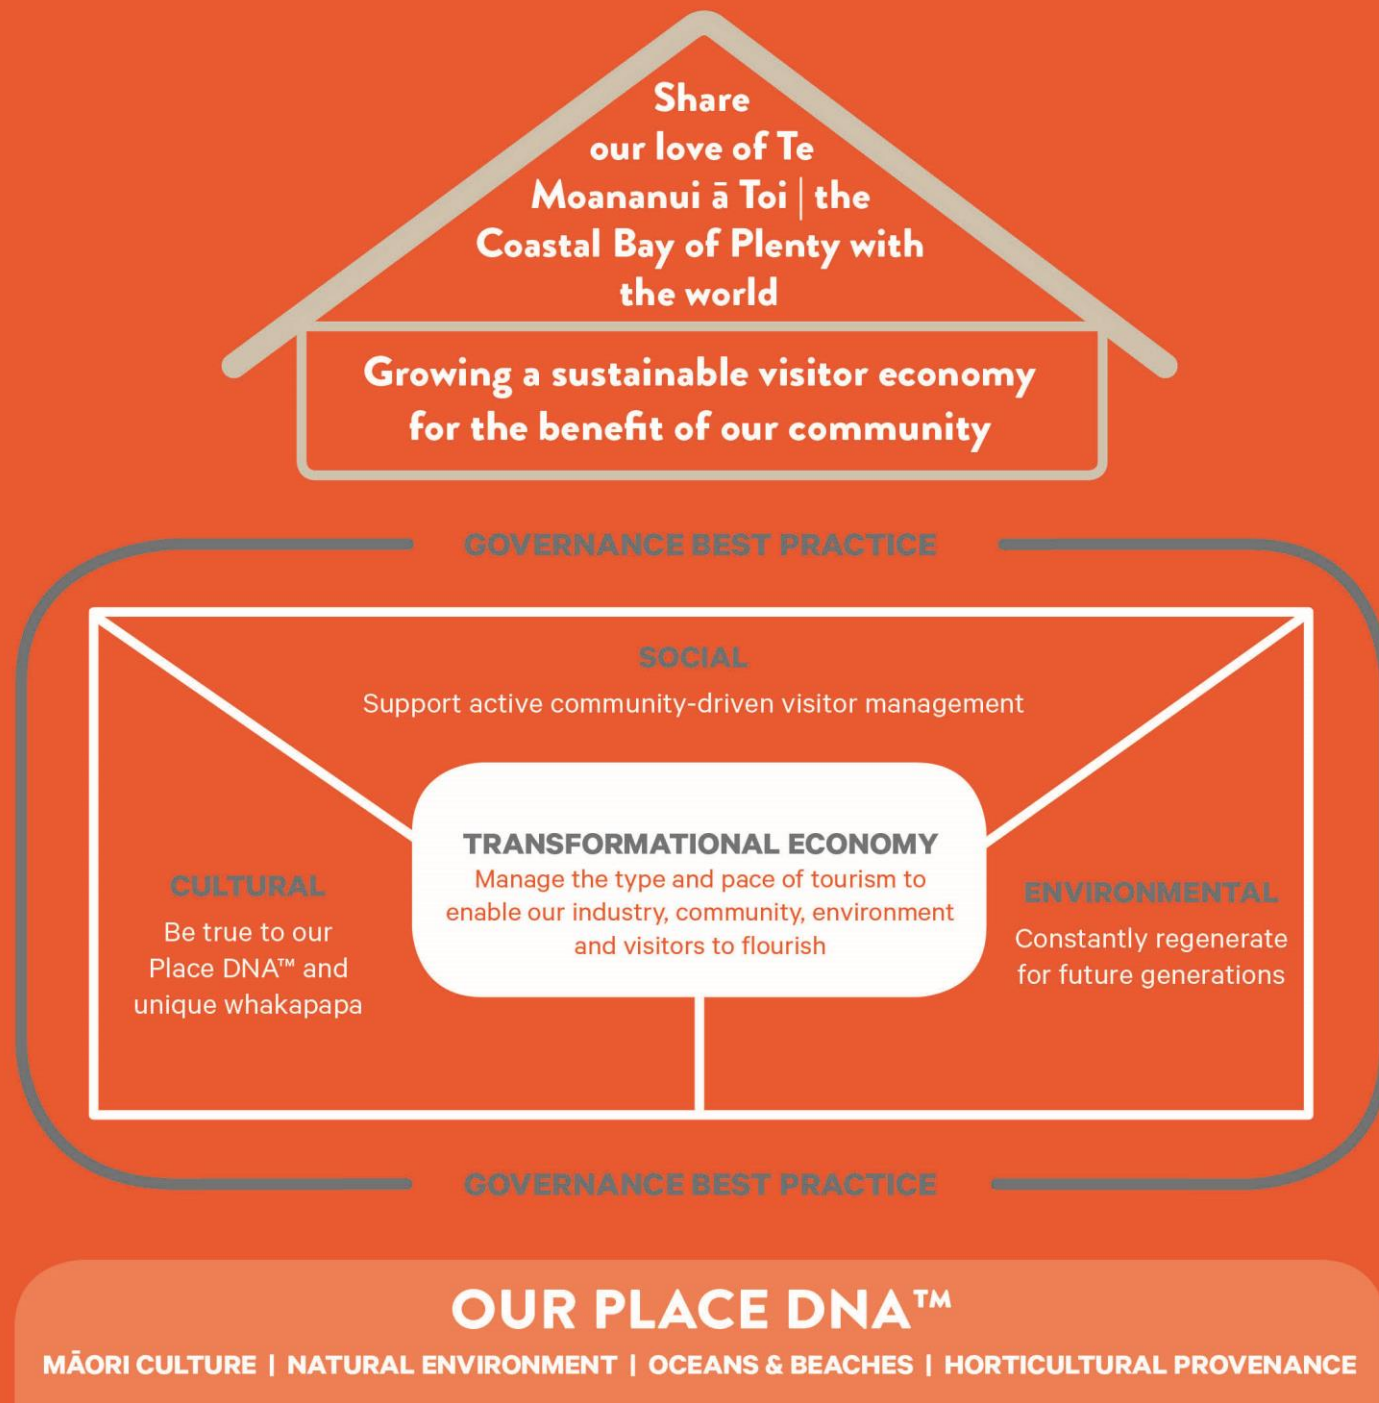 Share
our love of Te
Moananui ā Toi | the
Coastal Bay of Plenty with
the world
Growing a sustainable visitor economy
for the benefit of our community
GOVERNANCE BEST PRACTICE
SOCIAL
Support active community-driven visitor management
TRANSFORMATIONAL ECONOMY
Manage the type and pace of tourism to
enable our industry, community, environment
and visitors to flourish
CULTURAL
Be true to our
Place DNA™ and
unique whakapapa
ENVIRONMENTAL
Constantly regenerate
for future generations
GOVERNANCE BEST PRACTICE
OUR PLACE DNA™
MĀORI CULTURE | NATURAL ENVIRONMENT | OCEANS & BEACHES | HORTICULTURAL PROVENANCE